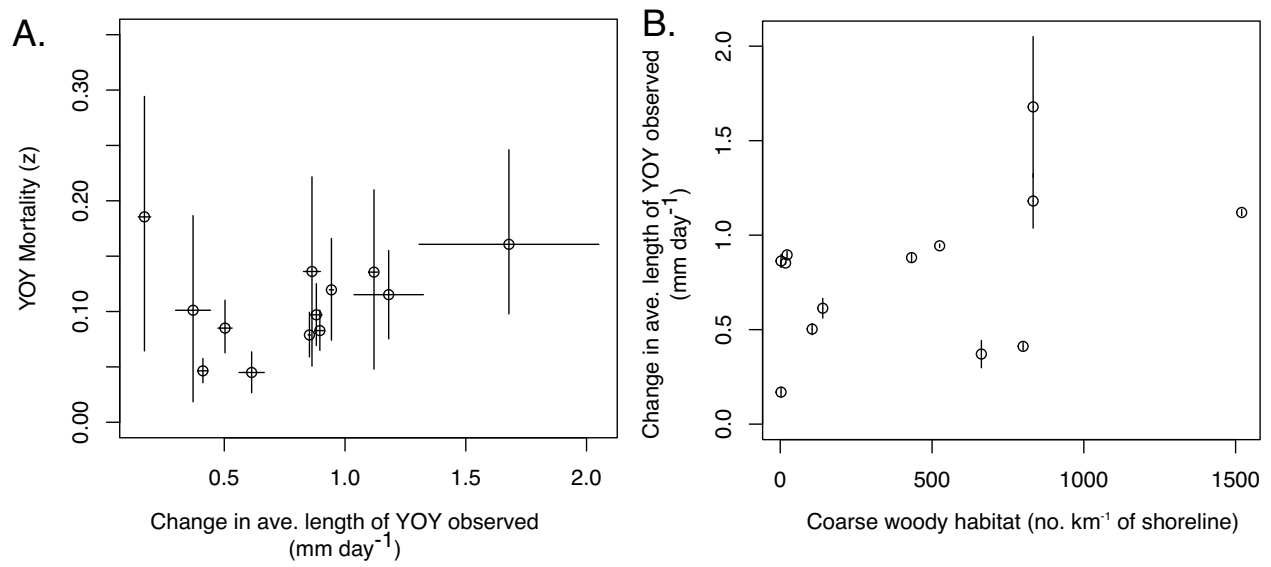 A.
YOY Mortality (z)
0.00
0.10
0.20
0.30
0.5
1.0
1.5
2.0
Change in ave. length of YOY observed
(mm day-1)
B.
Change in ave. length of YOY observed
(mm day-1)
0.0
0.5
1.0
1.5
2.0
0
500
1000
1500
Coarse woody habitat (no. km-1 of shoreline)